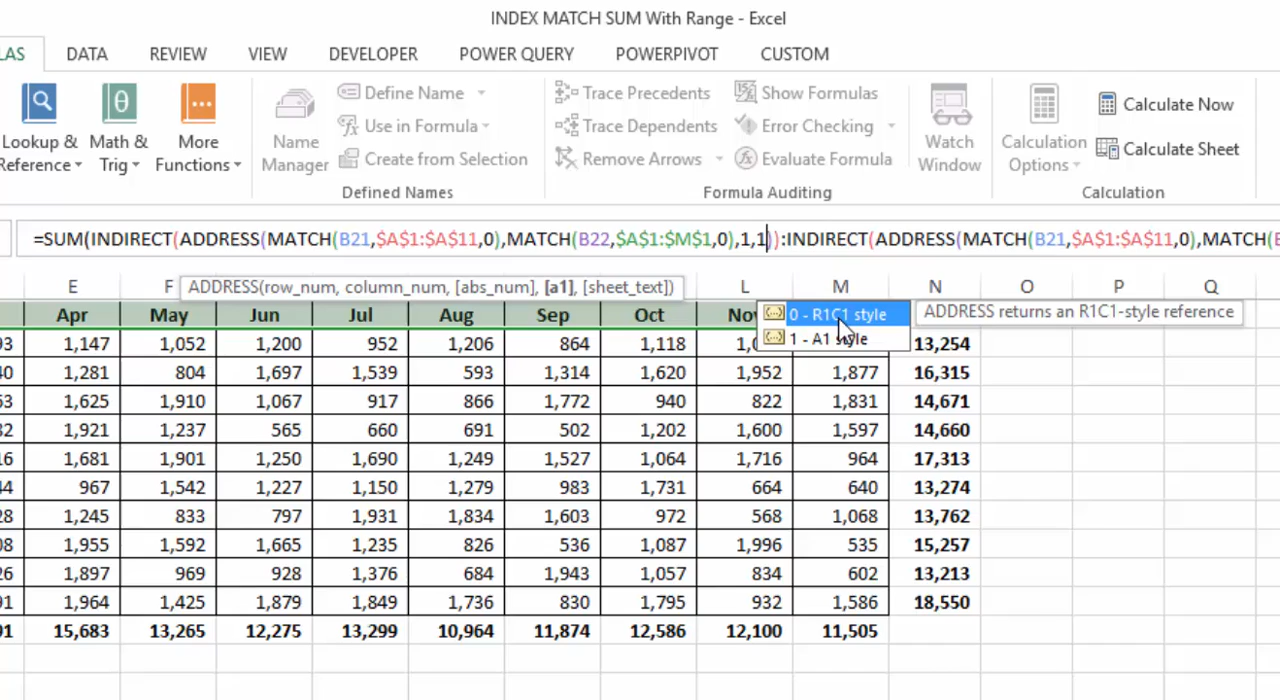 INDEX MATCH SUM With Range - Excel
LAS DATA REVIEW VIEW DEVELOPER POWER QUERY POWERPIVOT CUSTOM
Lookup & Reference
Math & Trig
More Functions
Name Manager
Define Name
Use in Formula
Create from Selection
Defined Names
Trace Precedents
Trace Dependents
Remove Arrows
Show Formulas
Error Checking
Evaluate Formula
Formula Auditing
Watch Window
Calculation Options
Calculate Now
Calculate Sheet
Calculation
=SUM(INDIRECT(ADDRESS(MATCH(B21,$A$1:$A$11,0),MATCH(B22,$A$1:$M$1,0),1,1)):INDIRECT(ADDRESS(MATCH(B21,$A$1:$A$11,0),MATCH(B
E F ADDRESS(row_num, column_num, [abs_num], [a1], [sheet_text]) L M N O P Q
Apr May Jun Jul Aug Sep Oct Nov 0 - R1C1 style ADDRESS returns an R1C1-style reference
1 - A1 style
93 1,147 1,052 1,200 952 1,206 864 1,118 13,254
40 1,281 804 1,697 1,539 593 1,314 1,620 1,952 1,877 16,315
53 1,625 1,910 1,067 917 866 1,772 940 822 1,831 14,671
32 1,921 1,237 565 660 691 502 1,202 1,600 1,597 14,660
16 1,681 1,901 1,250 1,690 1,249 1,527 1,064 1,716 964 17,313
44 967 1,542 1,227 1,150 1,279 983 1,731 664 640 13,274
28 1,245 833 797 1,931 1,834 1,603 972 568 1,068 13,762
08 1,955 1,592 1,665 1,235 826 536 1,087 1,996 535 15,257
26 1,897 969 928 1,376 684 1,943 1,057 834 602 13,213
91 1,964 1,425 1,879 1,849 1,736 830 1,795 932 1,586 18,550
91 15,683 13,265 12,275 13,299 10,964 11,874 12,586 12,100 11,505